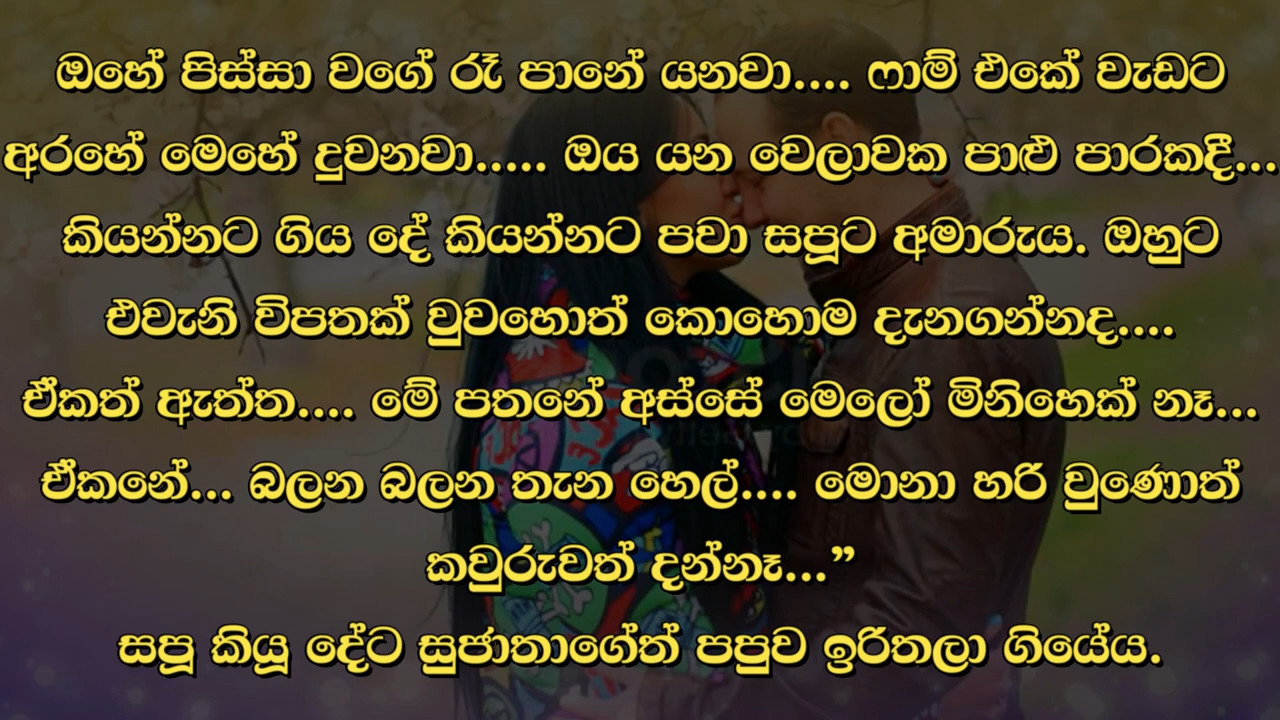 ඔහේ පිස්සා වගේ රෑ පානේ යනවා.... ෆාම් එකේ වැඩට
අරහේ මෙහේ දුවනවා..... ඔය යන වෙලාවක පාළු පාරකදී...
කියන්නට ගිය දේ කියන්නට පවා සපූට අමාරුය. ඔහුට
එවැනි විපතක් වුවහොත් කොහොම දැනගන්නද....
ඒකත් ඇත්ත.... මේ පතනේ අස්සේ මෙලෝ මිනිහෙක් නෑ...
ඒකනේ... බලන බලන තැන හෙල්.... මොනා හරි වුණොත්
කවුරුවත් දන්නෑ...”
සපූ කියූ දේට සුජාතාගේත් පපුව ඉරිතලා ගියේය.